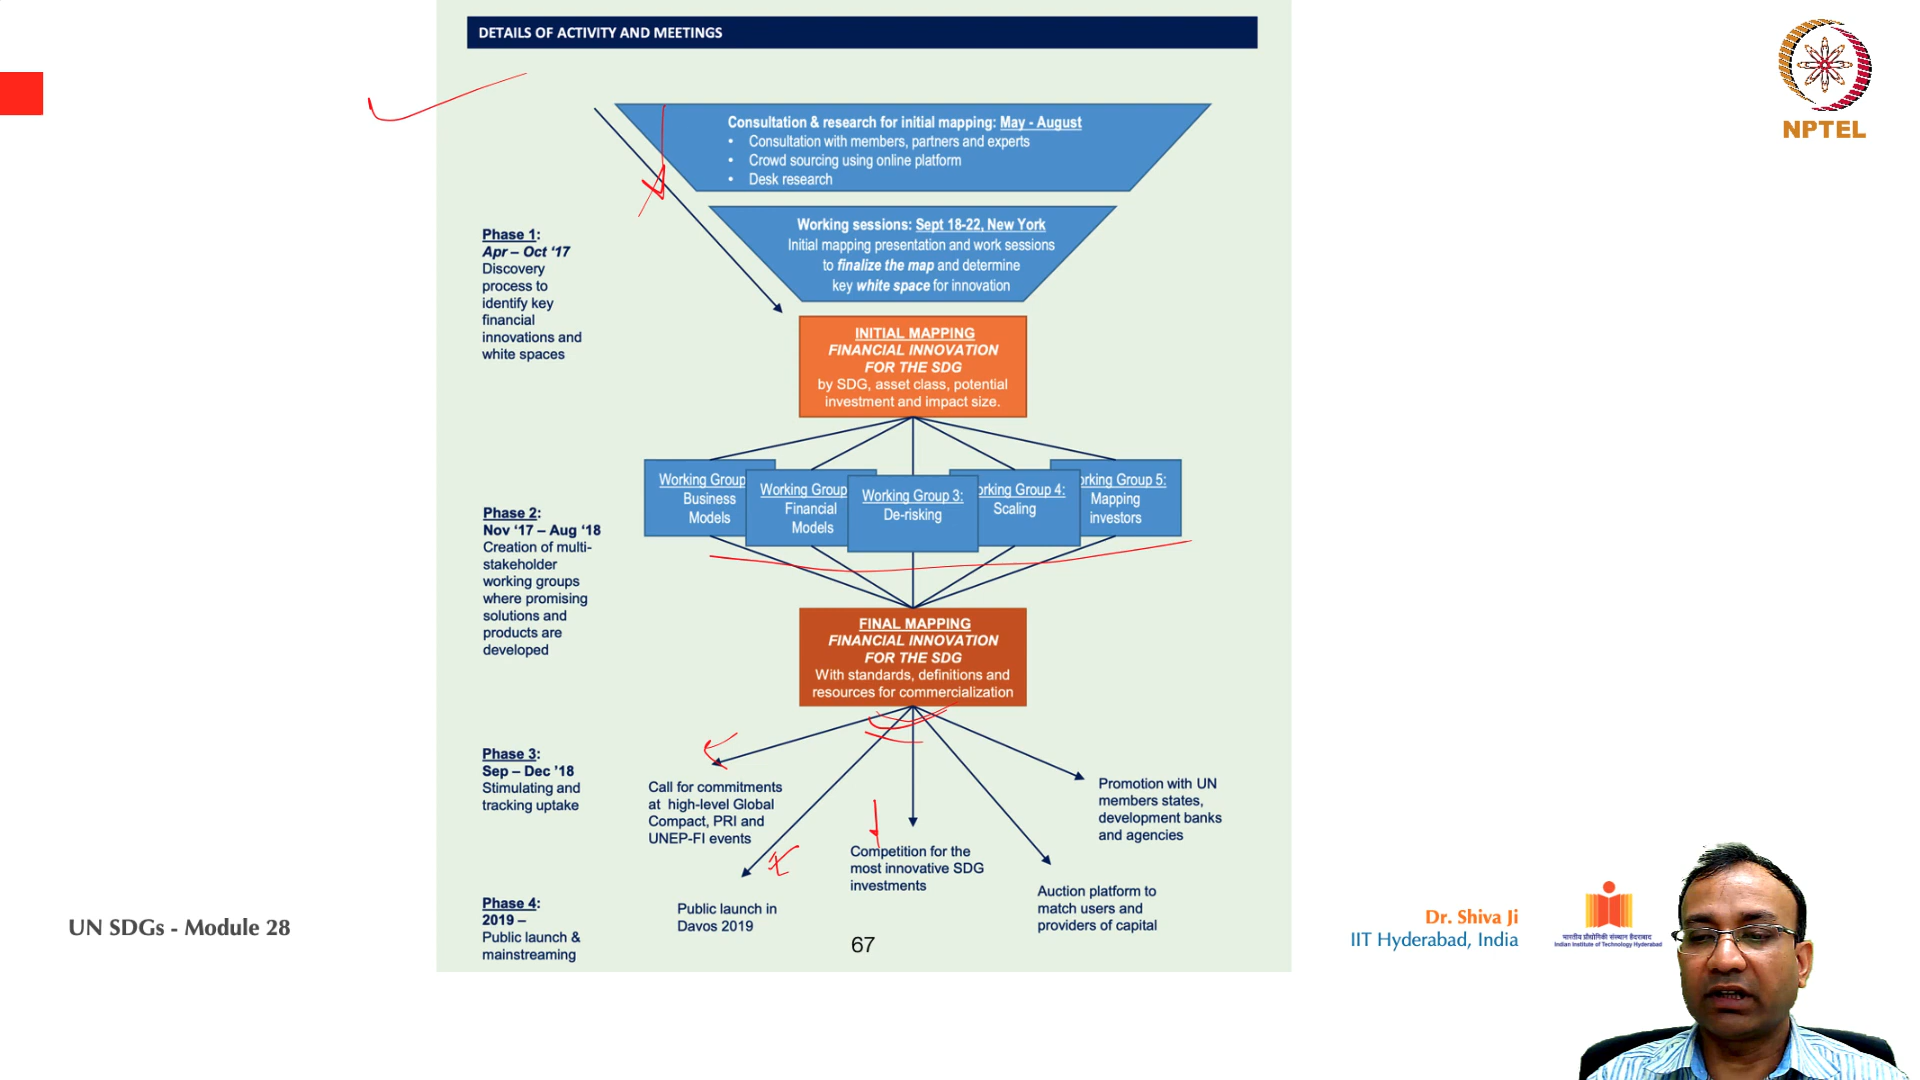 DETAILS OF ACTIVITY AND MEETINGS
NPTEL
Consultation & research for initial mapping: May - August
• Consultation with members, partners and experts
• Crowd sourcing using online platform
• Desk research
Working sessions: Sept 18-22, New York
Initial mapping presentation and work sessions
to finalize the map and determine
key white space for innovation
Phase 1:
Apr – Oct ‘17
Discovery
process to
identify key
financial
innovations and
white spaces
INITIAL MAPPING
FINANCIAL INNOVATION
FOR THE SDG
by SDG, asset class, potential
investment and impact size.
Working Group
Business
Models
Working Group
Financial
Models
Working Group 3:
De-risking
orking Group 4:
Scaling
orking Group 5:
Mapping
investors
Phase 2:
Nov ‘17 – Aug ‘18
Creation of multi-
stakeholder
working groups
where promising
solutions and
products are
developed
FINAL MAPPING
FINANCIAL INNOVATION
FOR THE SDG
With standards, definitions and
resources for commercialization
Phase 3:
Sep – Dec ’18
Stimulating and
tracking uptake
Call for commitments
at high-level Global
Compact, PRI and
UNEP-FI events
Promotion with UN
members states,
development banks
and agencies
Competition for the
most innovative SDG
investments
Auction platform to
match users and
providers of capital
Phase 4:
2019 –
Public launch &
mainstreaming
Public launch in
Davos 2019
67
UN SDGs - Module 28
Dr. Shiva Ji
IIT Hyderabad, India
भारतीय प्रौद्योगिकी संस्थान हैदराबाद
Indian Institute of Technology Hyderabad